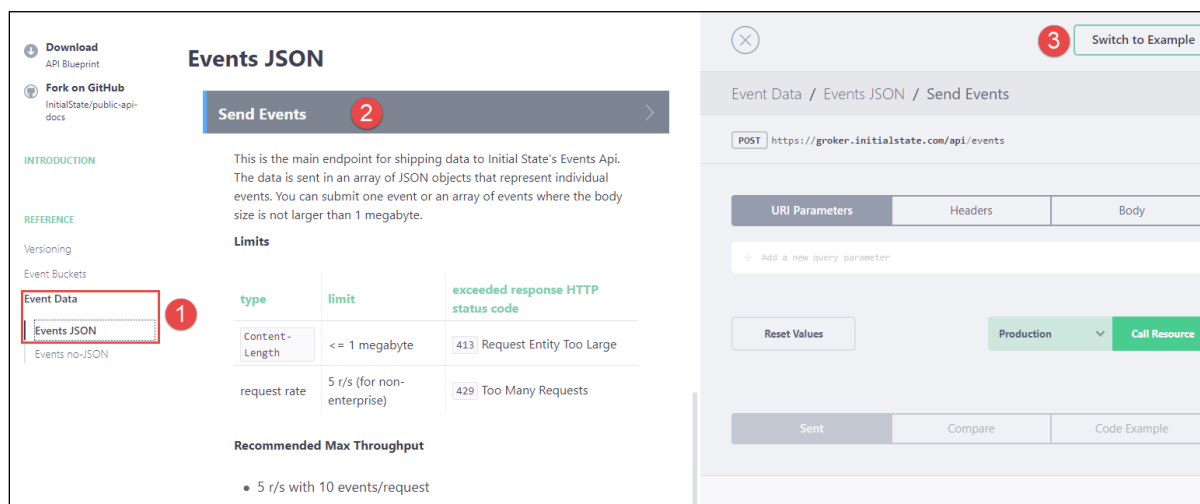 Download
API Blueprint
Fork on GitHub
InitialState/public-api-
docs
INTRODUCTION
REFERENCE
Versioning
Event Buckets
Event Data
1
Events JSON
Events no-JSON
Events JSON
Send Events
2
This is the main endpoint for shipping data to Initial State's Events Api.
The data is sent in an array of JSON objects that represent individual
events. You can submit one event or an array of events where the body
size is not larger than 1 megabyte.
Limits
type limit exceeded response HTTP
status code
Content-
Length <= 1 megabyte 413 Request Entity Too Large
request rate 5 r/s (for non-
enterprise) 429 Too Many Requests
Recommended Max Throughput
• 5 r/s with 10 events/request
3
Switch to Example
Event Data / Events JSON / Send Events
POST https://groker.initialstate.com/api/events
URI Parameters Headers Body
+ Add a new query parameter
Reset Values Production Call Resource
Sent Compare Code Example